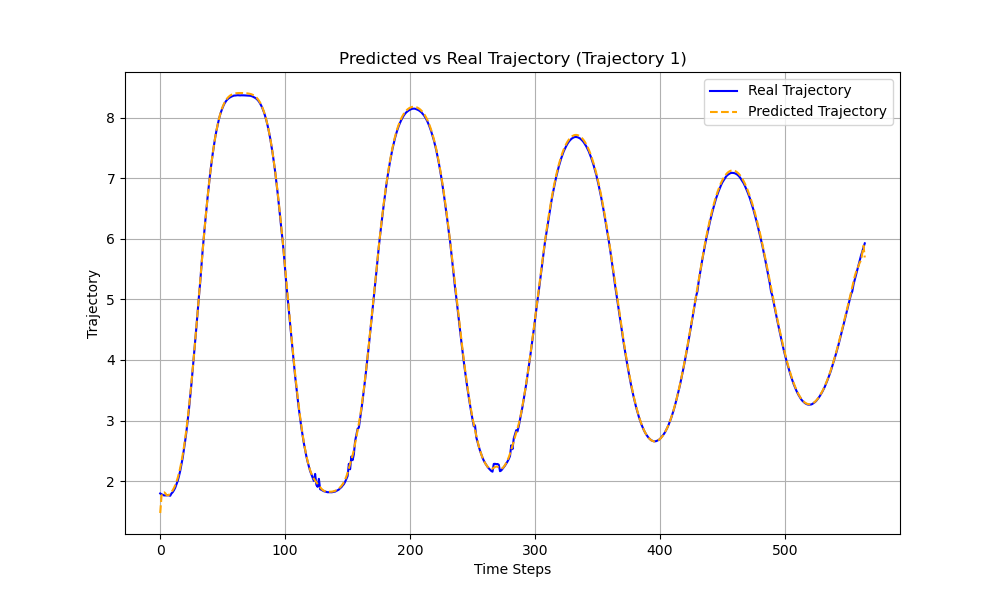 Predicted vs Real Trajectory (Trajectory 1)
Real Trajectory
Predicted Trajectory
Trajectory
8
7
6
5
4
3
2
0 100 200 300 400 500
Time Steps